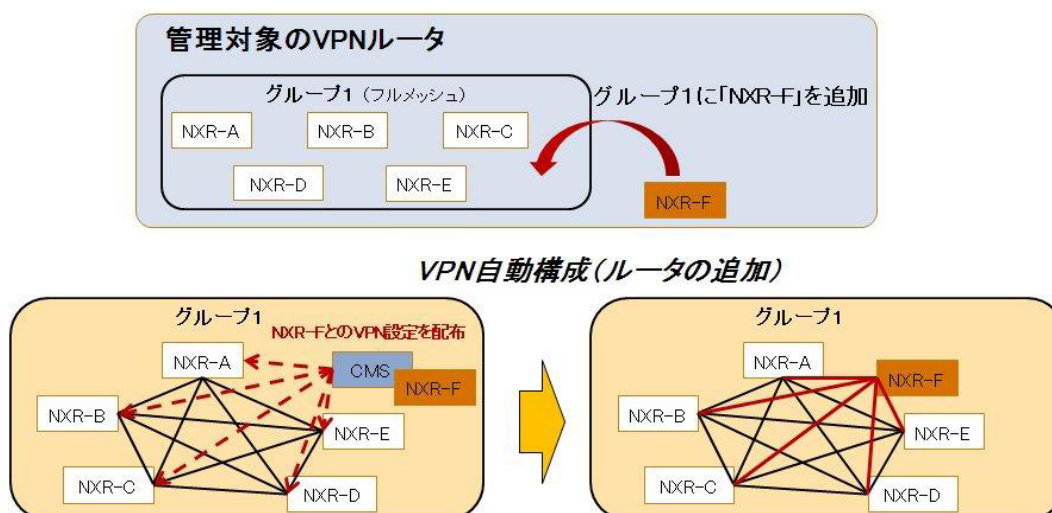 管理対象のVPNルータ
グループ1（フルメッシュ）
グループ1に「NXR-F」を追加
NXR-A
NXR-B
NXR-C
NXR-D
NXR-E
NXR-F
VPN自動構成（ルータの追加）
グループ1
NXR-FとのVPN設定を配布
NXR-A
CMS
NXR-F
NXR-B
NXR-E
NXR-C
NXR-D
グループ1
NXR-A
NXR-F
NXR-B
NXR-E
NXR-C
NXR-D